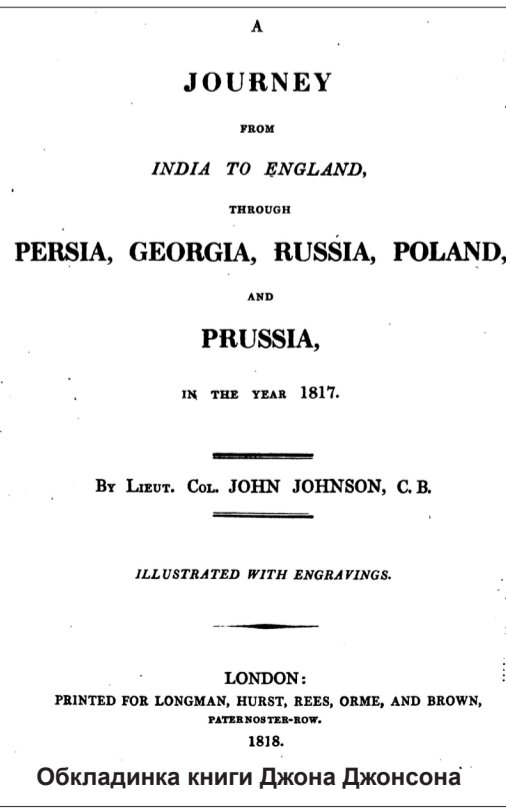 A
JOURNEY
FROM
INDIA TO ENGLAND,
THROUGH
PERSIA, GEORGIA, RUSSIA, POLAND,
AND
PRUSSIA,
IN THE YEAR 1817.
BY LIEUT. COL. JOHN JOHNSON, C. B.
ILLUSTRATED WITH ENGRAVINGS.
LONDON:
PRINTED FOR LONGMAN, HURST, REES, ORME, AND BROWN,
PATERNOSTER-ROW.
1818.
Обкладинка книги Джона Джонсона